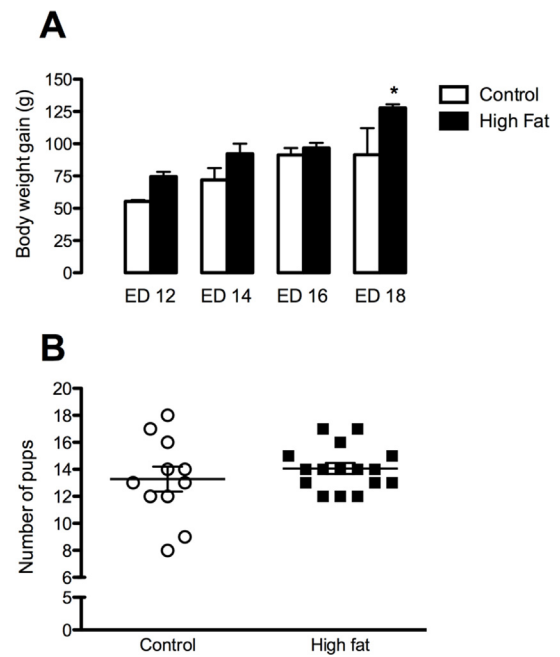 A
Body weight gain (g)
150
125
100
75
50
25
0
ED 12 ED 14 ED 16 ED 18
*
Control
High Fat
B
Number of pups
20
18
16
14
12
10
8
6
5
0
Control High fat